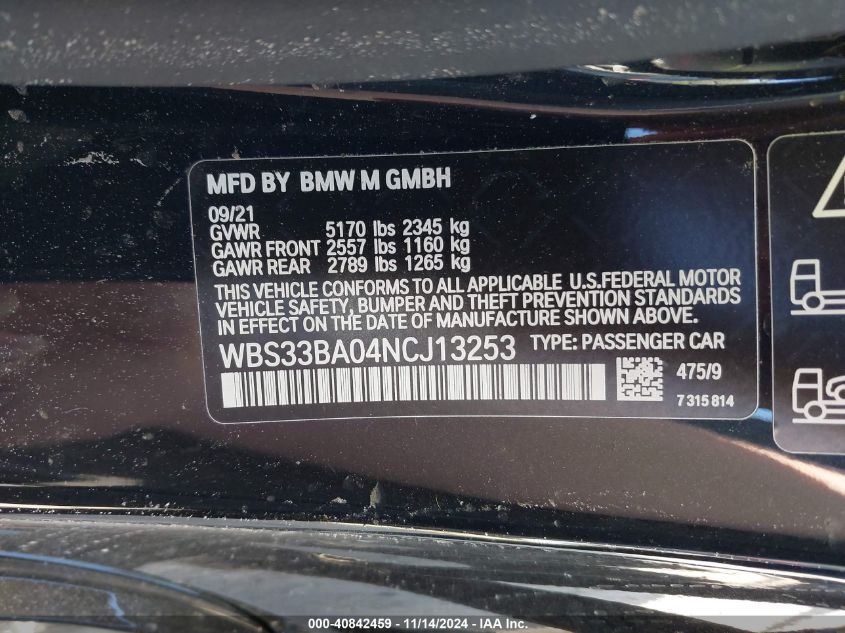 MFD BY BMW M GMBH
09/21
GVWR 5170 lbs 2345 kg
GAWR FRONT 2557 lbs 1160 kg
GAWR REAR 2789 lbs 1265 kg
THIS VEHICLE CONFORMS TO ALL APPLICABLE U.S.FEDERAL MOTOR
VEHICLE SAFETY, BUMPER AND THEFT PREVENTION STANDARDS
IN EFFECT ON THE DATE OF MANUFACTURE SHOWN ABOVE.
WBS33BA04NCJ13253 TYPE: PASSENGER CAR
475/9
7 315 814
000-40842459 - 11/14/2024 - IAA Inc.